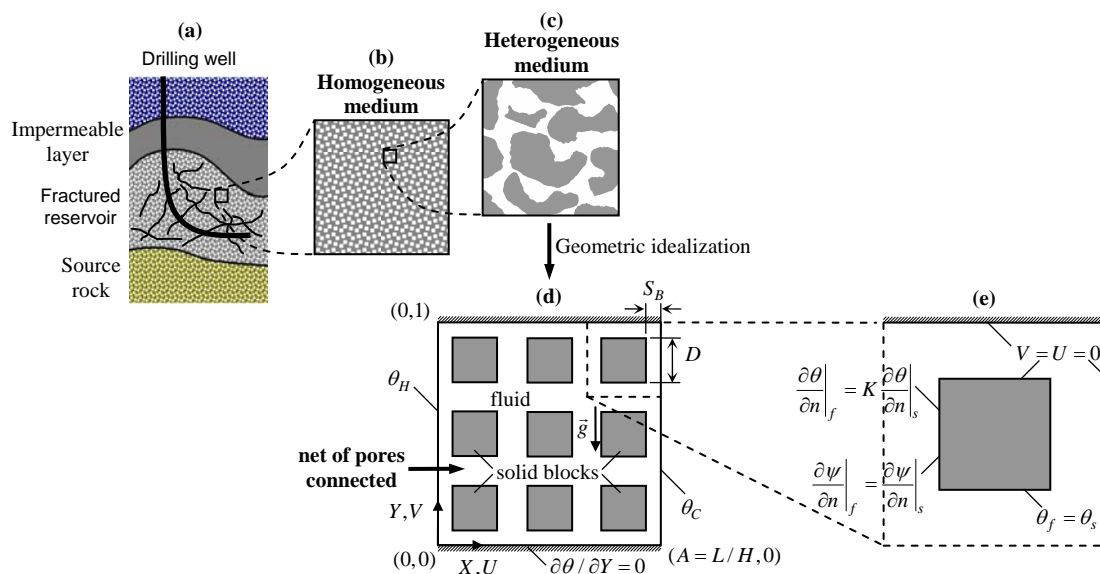 (a)
Drilling well
Impermeable
layer
Fractured
reservoir
Source
rock
(b)
Homogeneous
medium
(c)
Heterogeneous
medium
Geometric idealization
(d)
(0,1)
S_B
D
θ_H
fluid
g⃗
net of pores
connected
solid blocks
θ_C
Y,V
(0,0)
X,U
∂θ/∂Y = 0
(A = L/H,0)
(e)
V = U = 0
∂θ/∂n|_f = K ∂θ/∂n|_s
∂ψ/∂n|_f = ∂ψ/∂n|_s
θ_f = θ_s